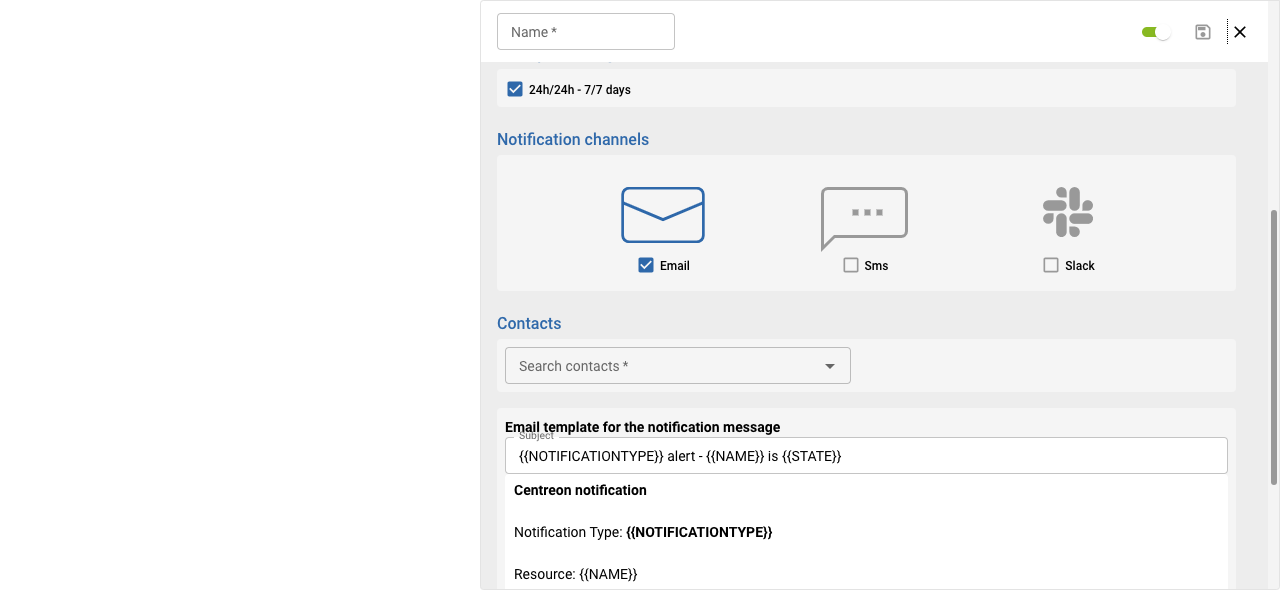 Name *
24h/24h - 7/7 days
Notification channels
Email
Sms
Slack
Contacts
Search contacts *
Email template for the notification message
Subject
{{NOTIFICATIONTYPE}} alert - {{NAME}} is {{STATE}}
Centreon notification
Notification Type: {{NOTIFICATIONTYPE}}
Resource: {{NAME}}